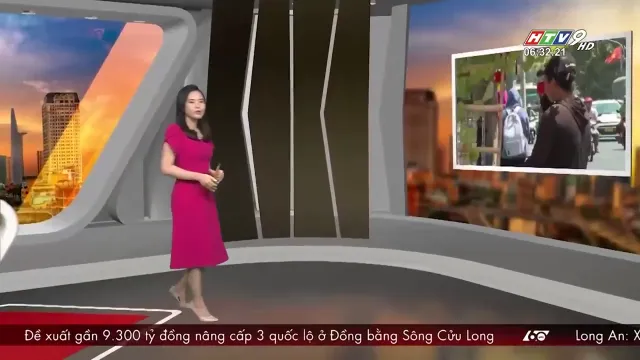 HTV9 HD
06:32:21
Đề xuất gần 9.300 tỷ đồng nâng cấp 3 quốc lộ ở Đồng bằng Sông Cửu Long 60 Long An: X